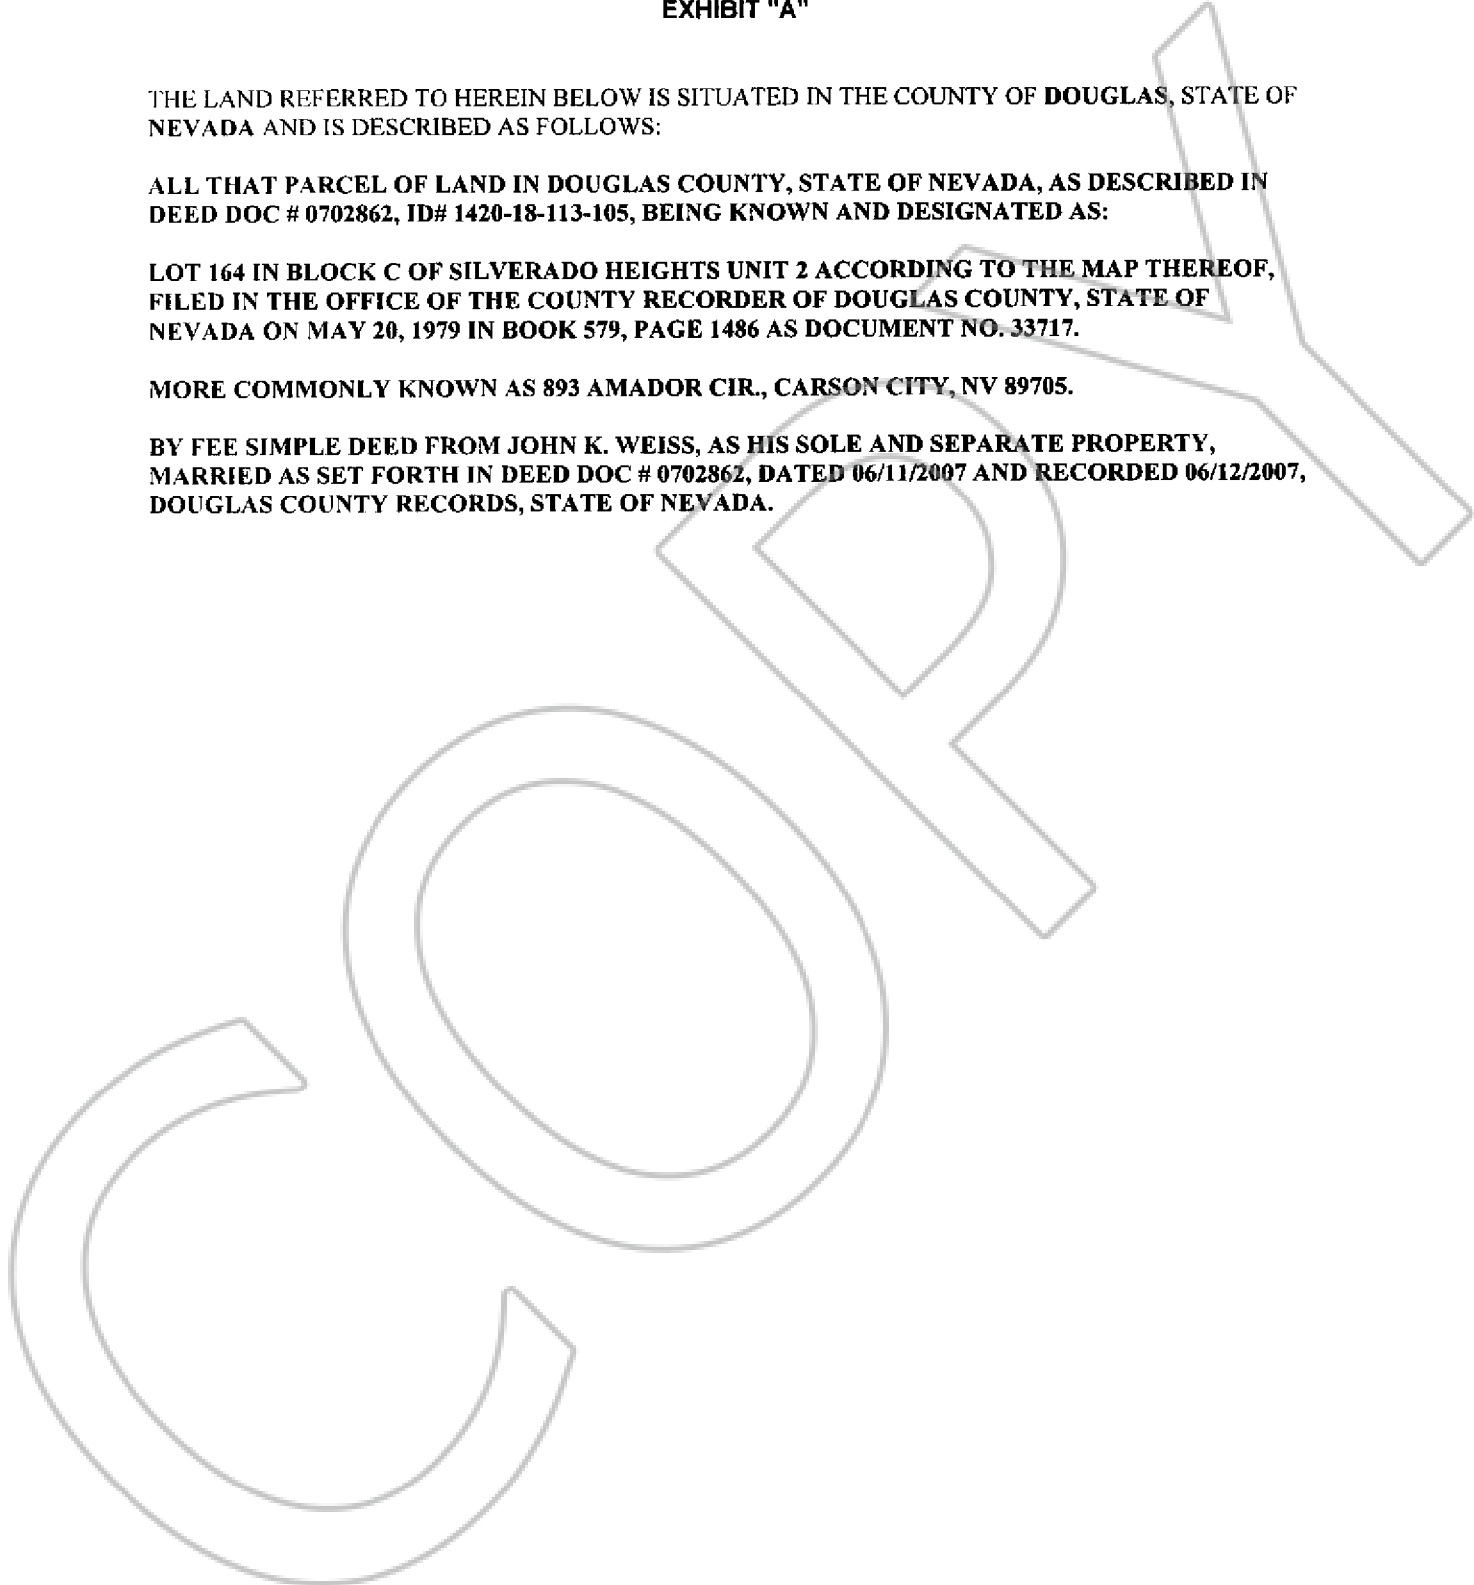 EXHIBIT "A"
THE LAND REFERRED TO HEREIN BELOW IS SITUATED IN THE COUNTY OF DOUGLAS, STATE OF
NEVADA AND IS DESCRIBED AS FOLLOWS:
ALL THAT PARCEL OF LAND IN DOUGLAS COUNTY, STATE OF NEVADA, AS DESCRIBED IN
DEED DOC # 0702862, ID# 1420-18-113-105, BEING KNOWN AND DESIGNATED AS:
LOT 164 IN BLOCK C OF SILVERADO HEIGHTS UNIT 2 ACCORDING TO THE MAP THEREOF,
FILED IN THE OFFICE OF THE COUNTY RECORDER OF DOUGLAS COUNTY, STATE OF
NEVADA ON MAY 20, 1979 IN BOOK 579, PAGE 1486 AS DOCUMENT NO. 33717.
MORE COMMONLY KNOWN AS 893 AMADOR CIR., CARSON CITY, NV 89705.
BY FEE SIMPLE DEED FROM JOHN K. WEISS, AS HIS SOLE AND SEPARATE PROPERTY,
MARRIED AS SET FORTH IN DEED DOC # 0702862, DATED 06/11/2007 AND RECORDED 06/12/2007,
DOUGLAS COUNTY RECORDS, STATE OF NEVADA.
COPY